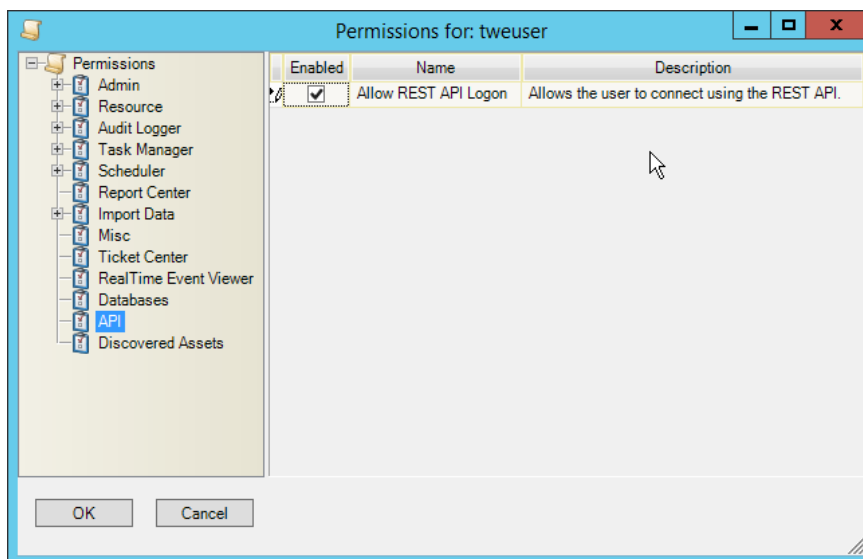 Permissions for: tweuser
Permissions
Admin
Resource
Audit Logger
Task Manager
Scheduler
Report Center
Import Data
Misc
Ticket Center
RealTime Event Viewer
Databases
API
Discovered Assets
Enabled Name Description
Allow REST API Logon Allows the user to connect using the REST API.
OK Cancel